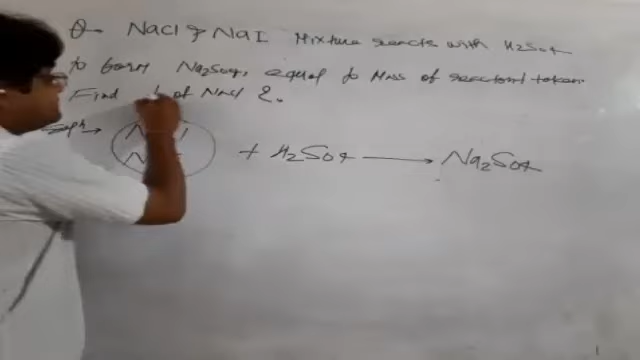 Q- NaCl & NaI Mixture reacts with H2SO4
to form Na2SO4, equal to Mass of reactant taken.
Find % of NaCl ?.
Soln→
+ H2SO4 → Na2SO4